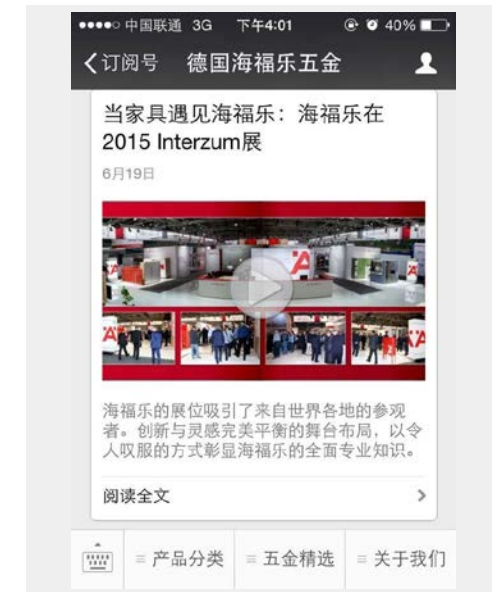 中国联通 3G 下午4:01 40%
订阅号 德国海福乐五金
当家具遇见海福乐：海福乐在
2015 Interzum展
6月19日
海福乐的展位吸引了来自世界各地的参观
者。创新与灵感完美平衡的舞台布局，以令
人叹服的方式彰显海福乐的全面专业知识。
阅读全文
产品分类 五金精选 关于我们